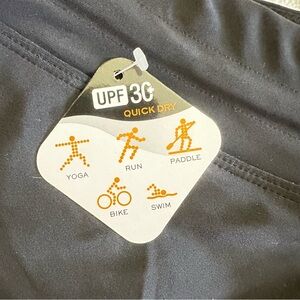 UPF 30
QUICK DRY
YOGA
RUN
PADDLE
BIKE
SWIM